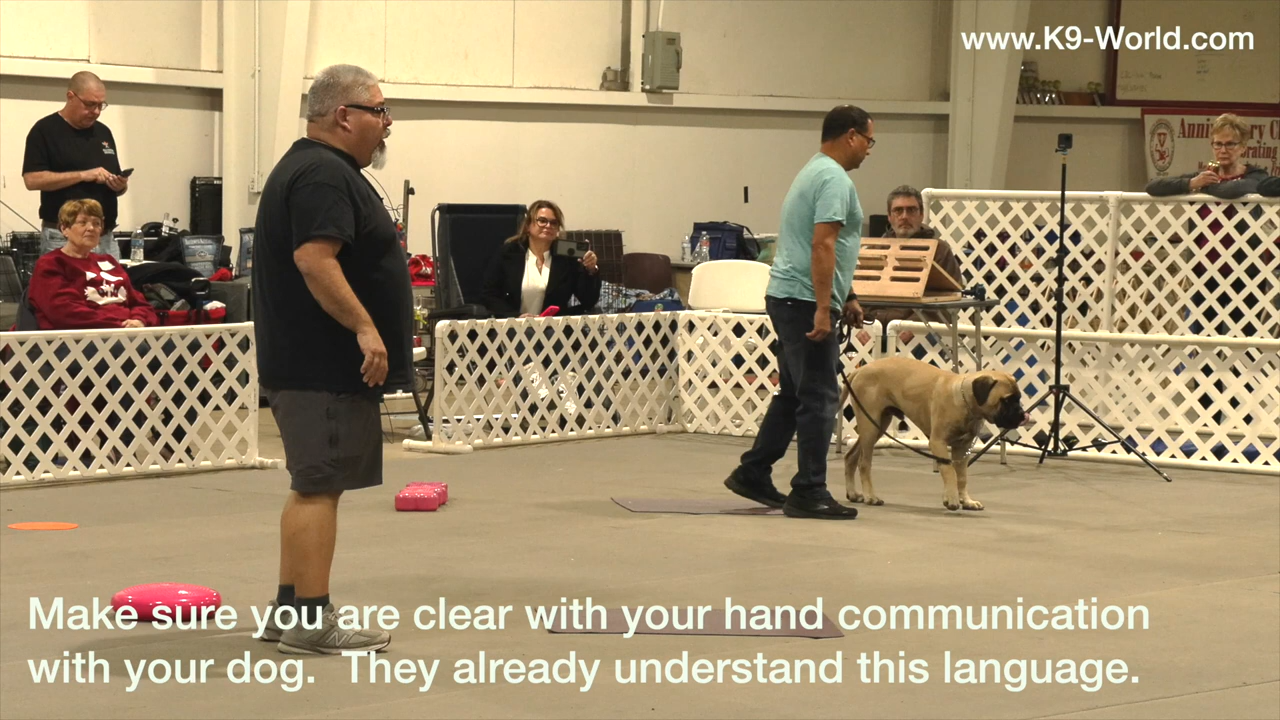 www.K9-World.com
Make sure you are clear with your hand communication
with your dog.  They already understand this language.